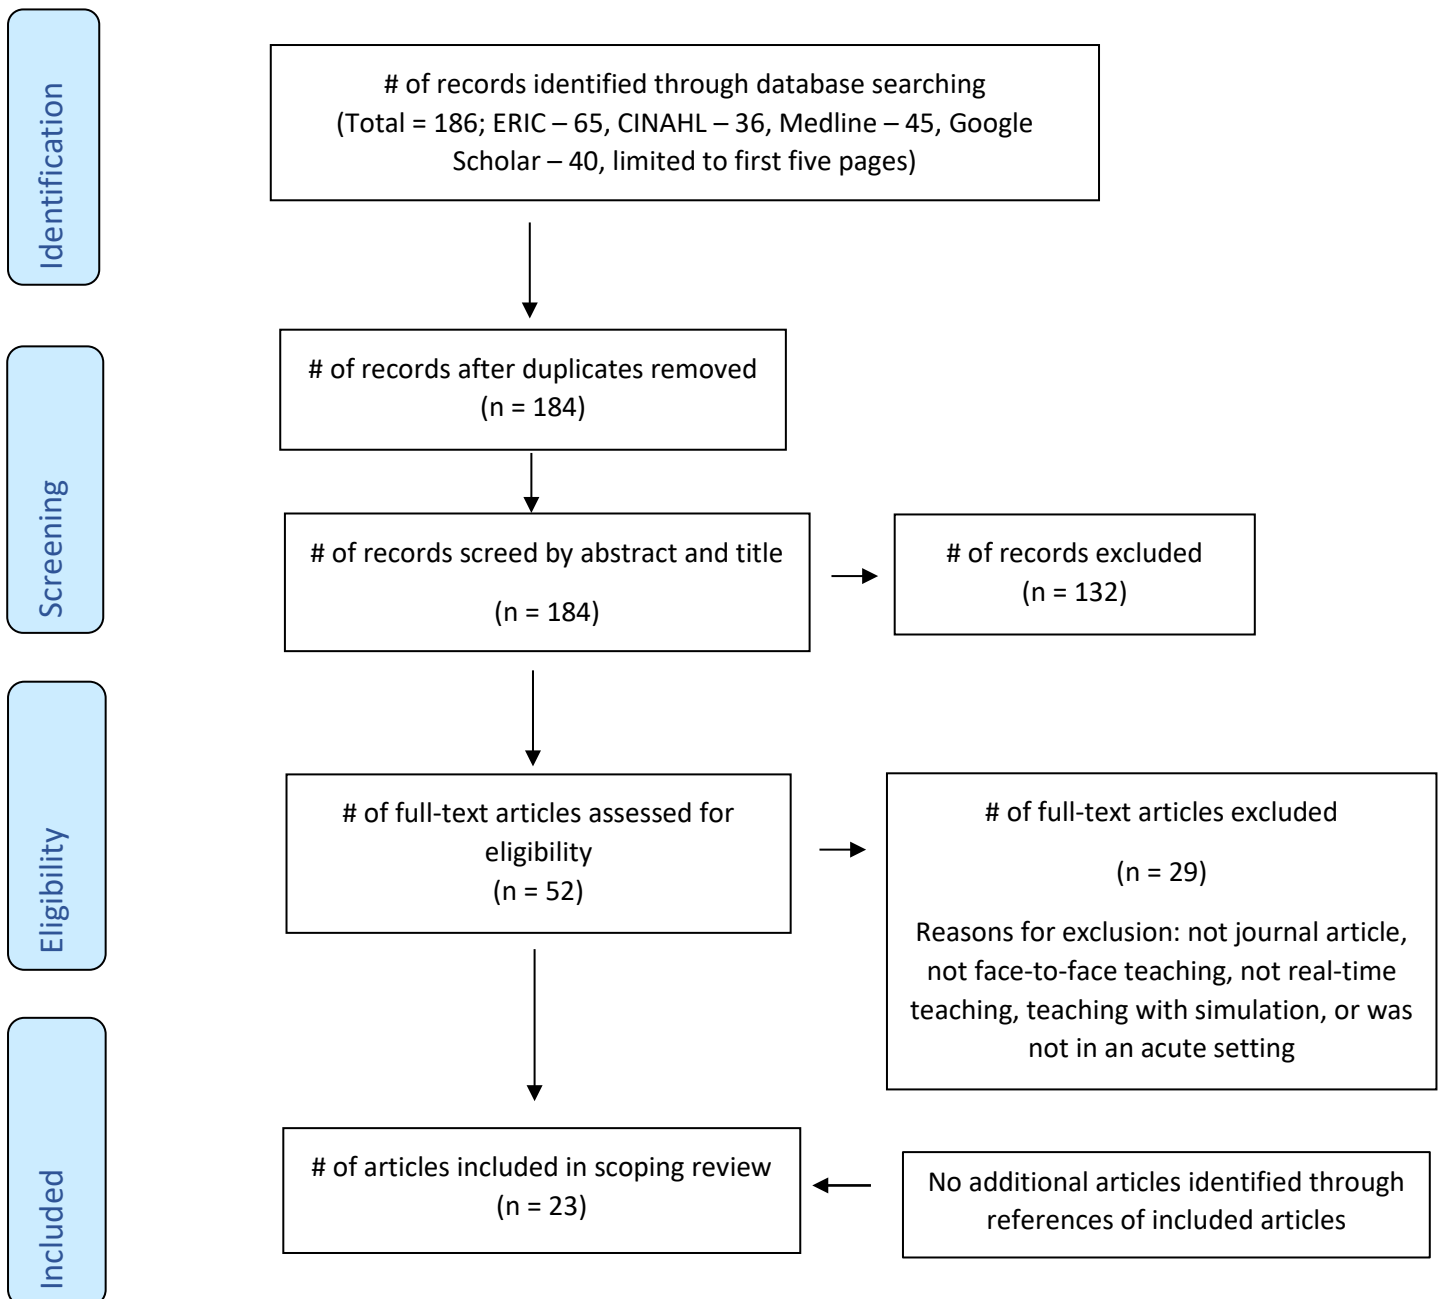 Identification
# of records identified through database searching
(Total = 186; ERIC – 65, CINAHL – 36, Medline – 45, Google
Scholar – 40, limited to first five pages)
Screening
# of records after duplicates removed
(n = 184)
# of records screed by abstract and title
(n = 184)
# of records excluded
(n = 132)
Eligibility
# of full-text articles assessed for
eligibility
(n = 52)
# of full-text articles excluded
(n = 29)
Reasons for exclusion: not journal article,
not face-to-face teaching, not real-time
teaching, teaching with simulation, or was
not in an acute setting
Included
# of articles included in scoping review
(n = 23)
No additional articles identified through
references of included articles